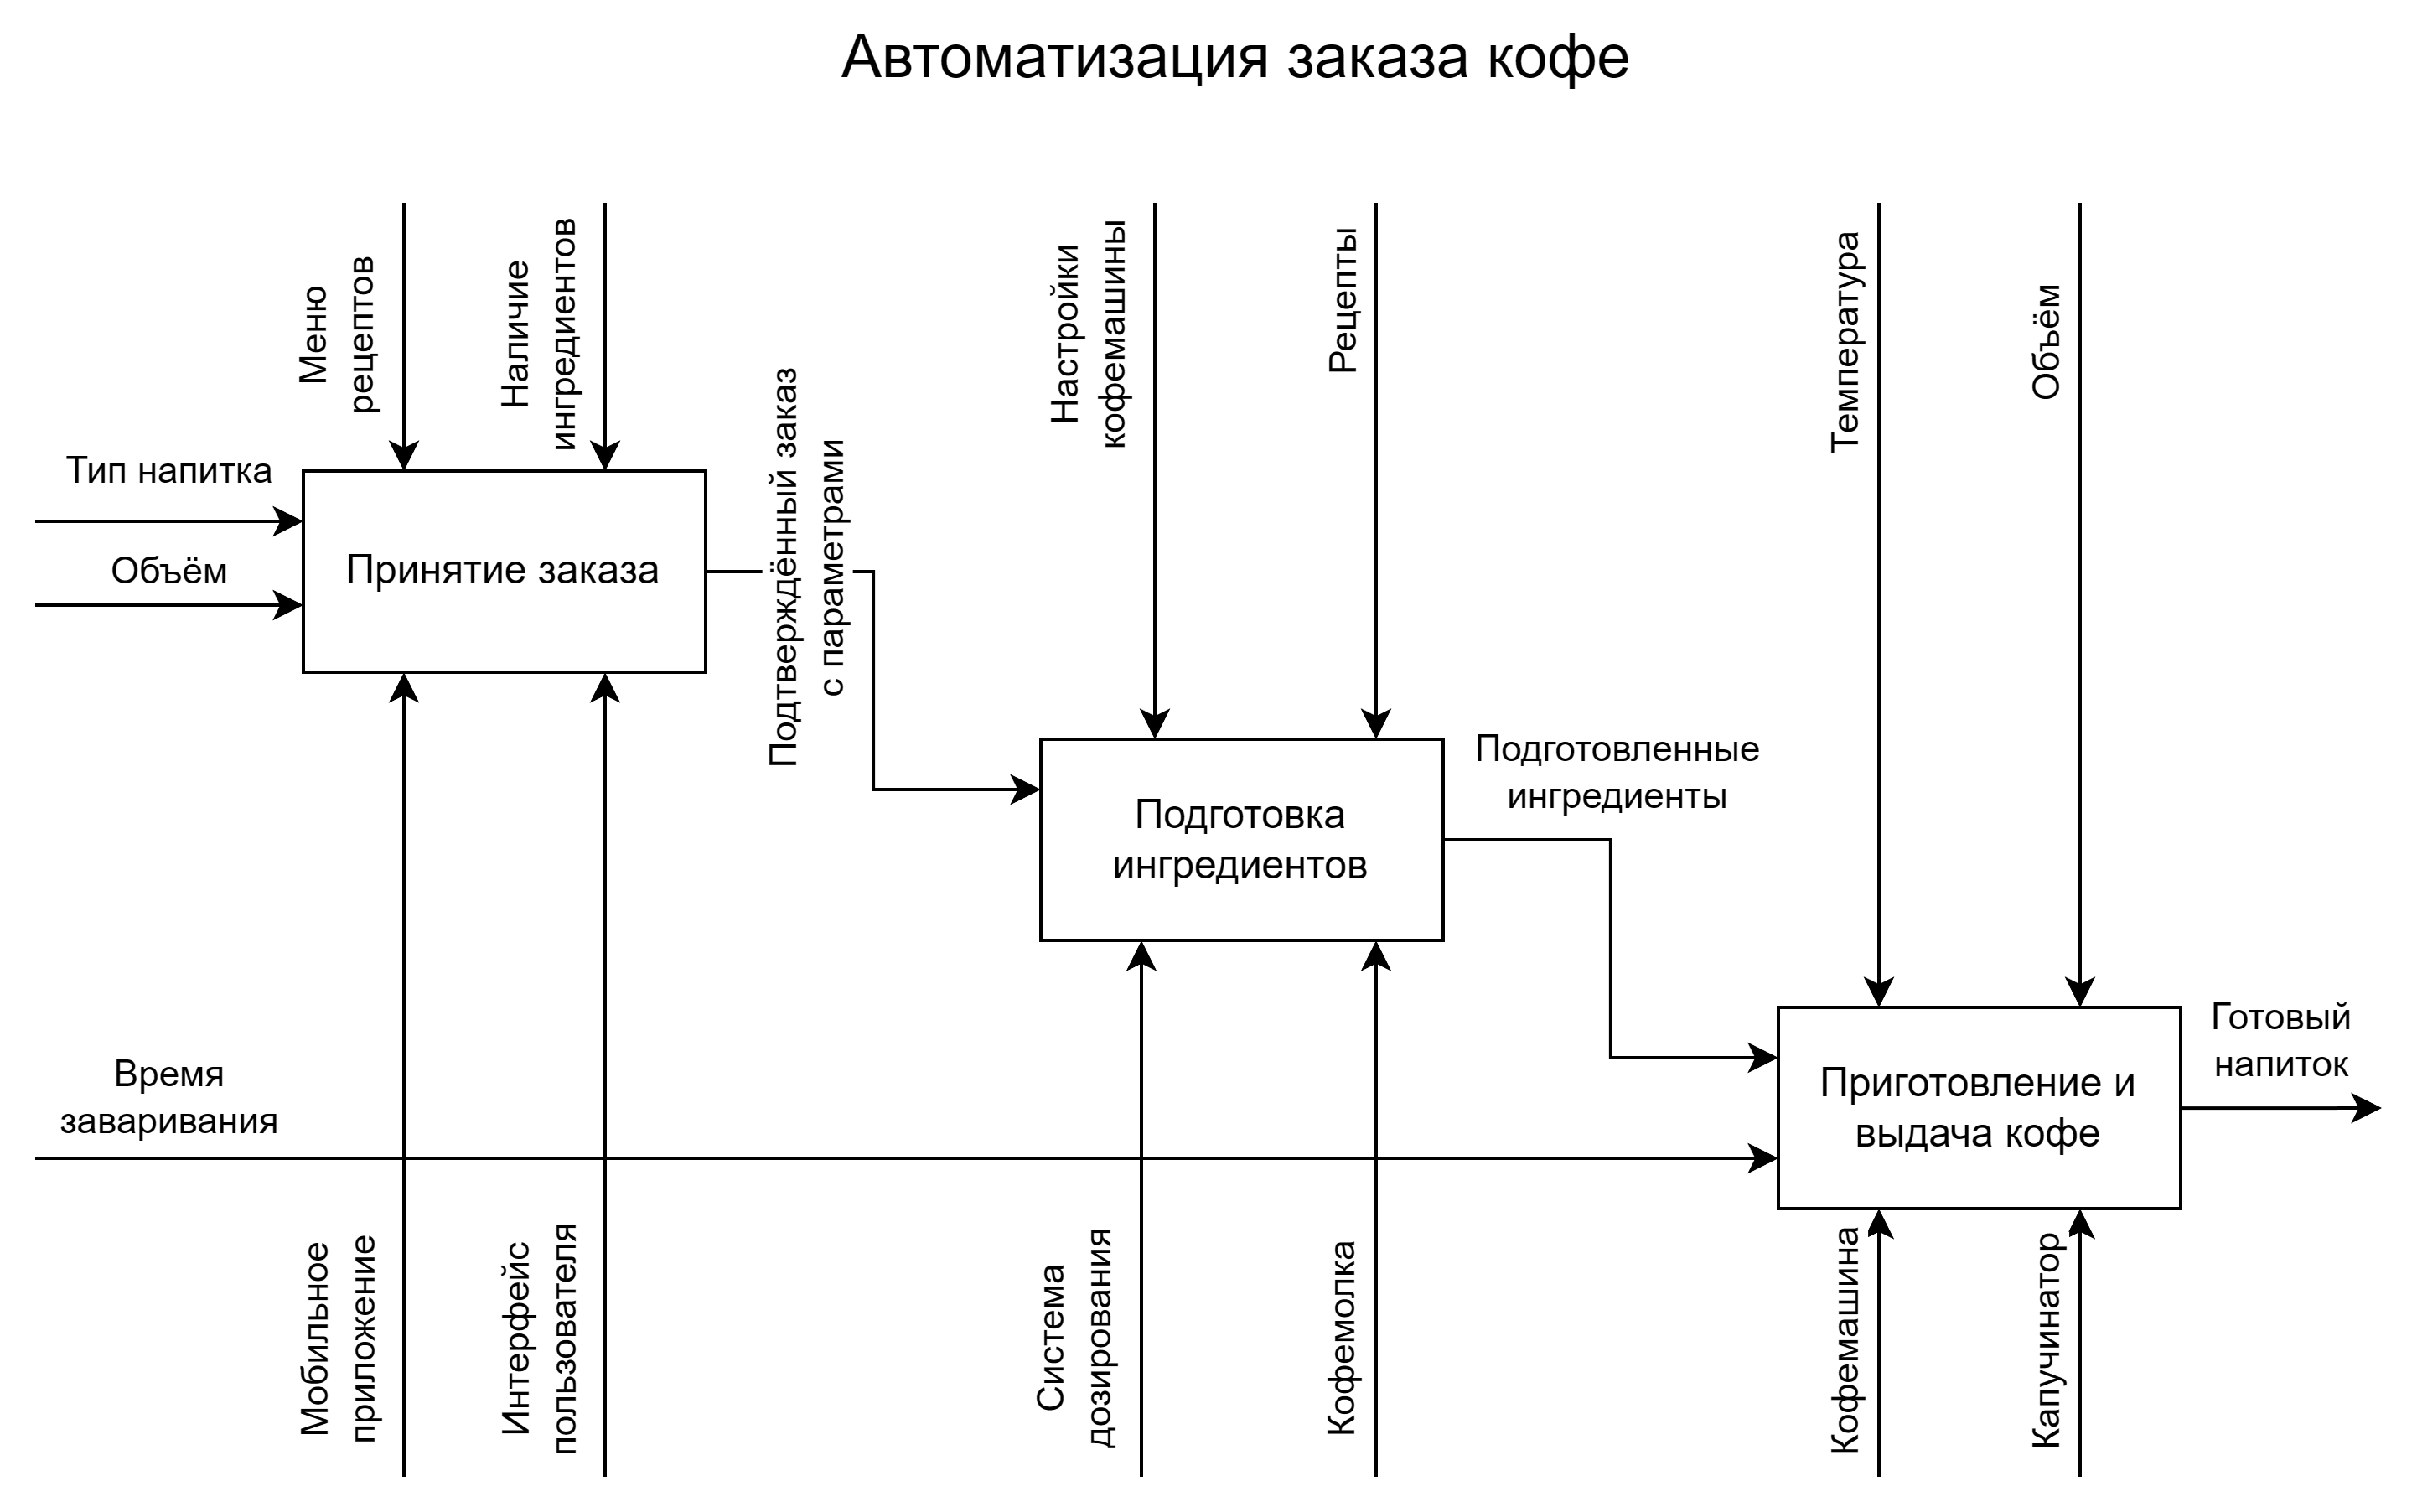 Автоматизация заказа кофе
Меню
рецептов
Наличие
ингредиентов
Настройки
кофемашины
Рецепты
Температура
Объём
Тип напитка
Объём
Принятие заказа
Подтверждённый заказ
с параметрами
Подготовка
ингредиентов
Подготовленные
ингредиенты
Время
заваривания
Приготовление и
выдача кофе
Готовый
напиток
Мобильное
приложение
Интерфейс
пользователя
Система
дозирования
Кофемолка
Кофемашина
Капучинатор